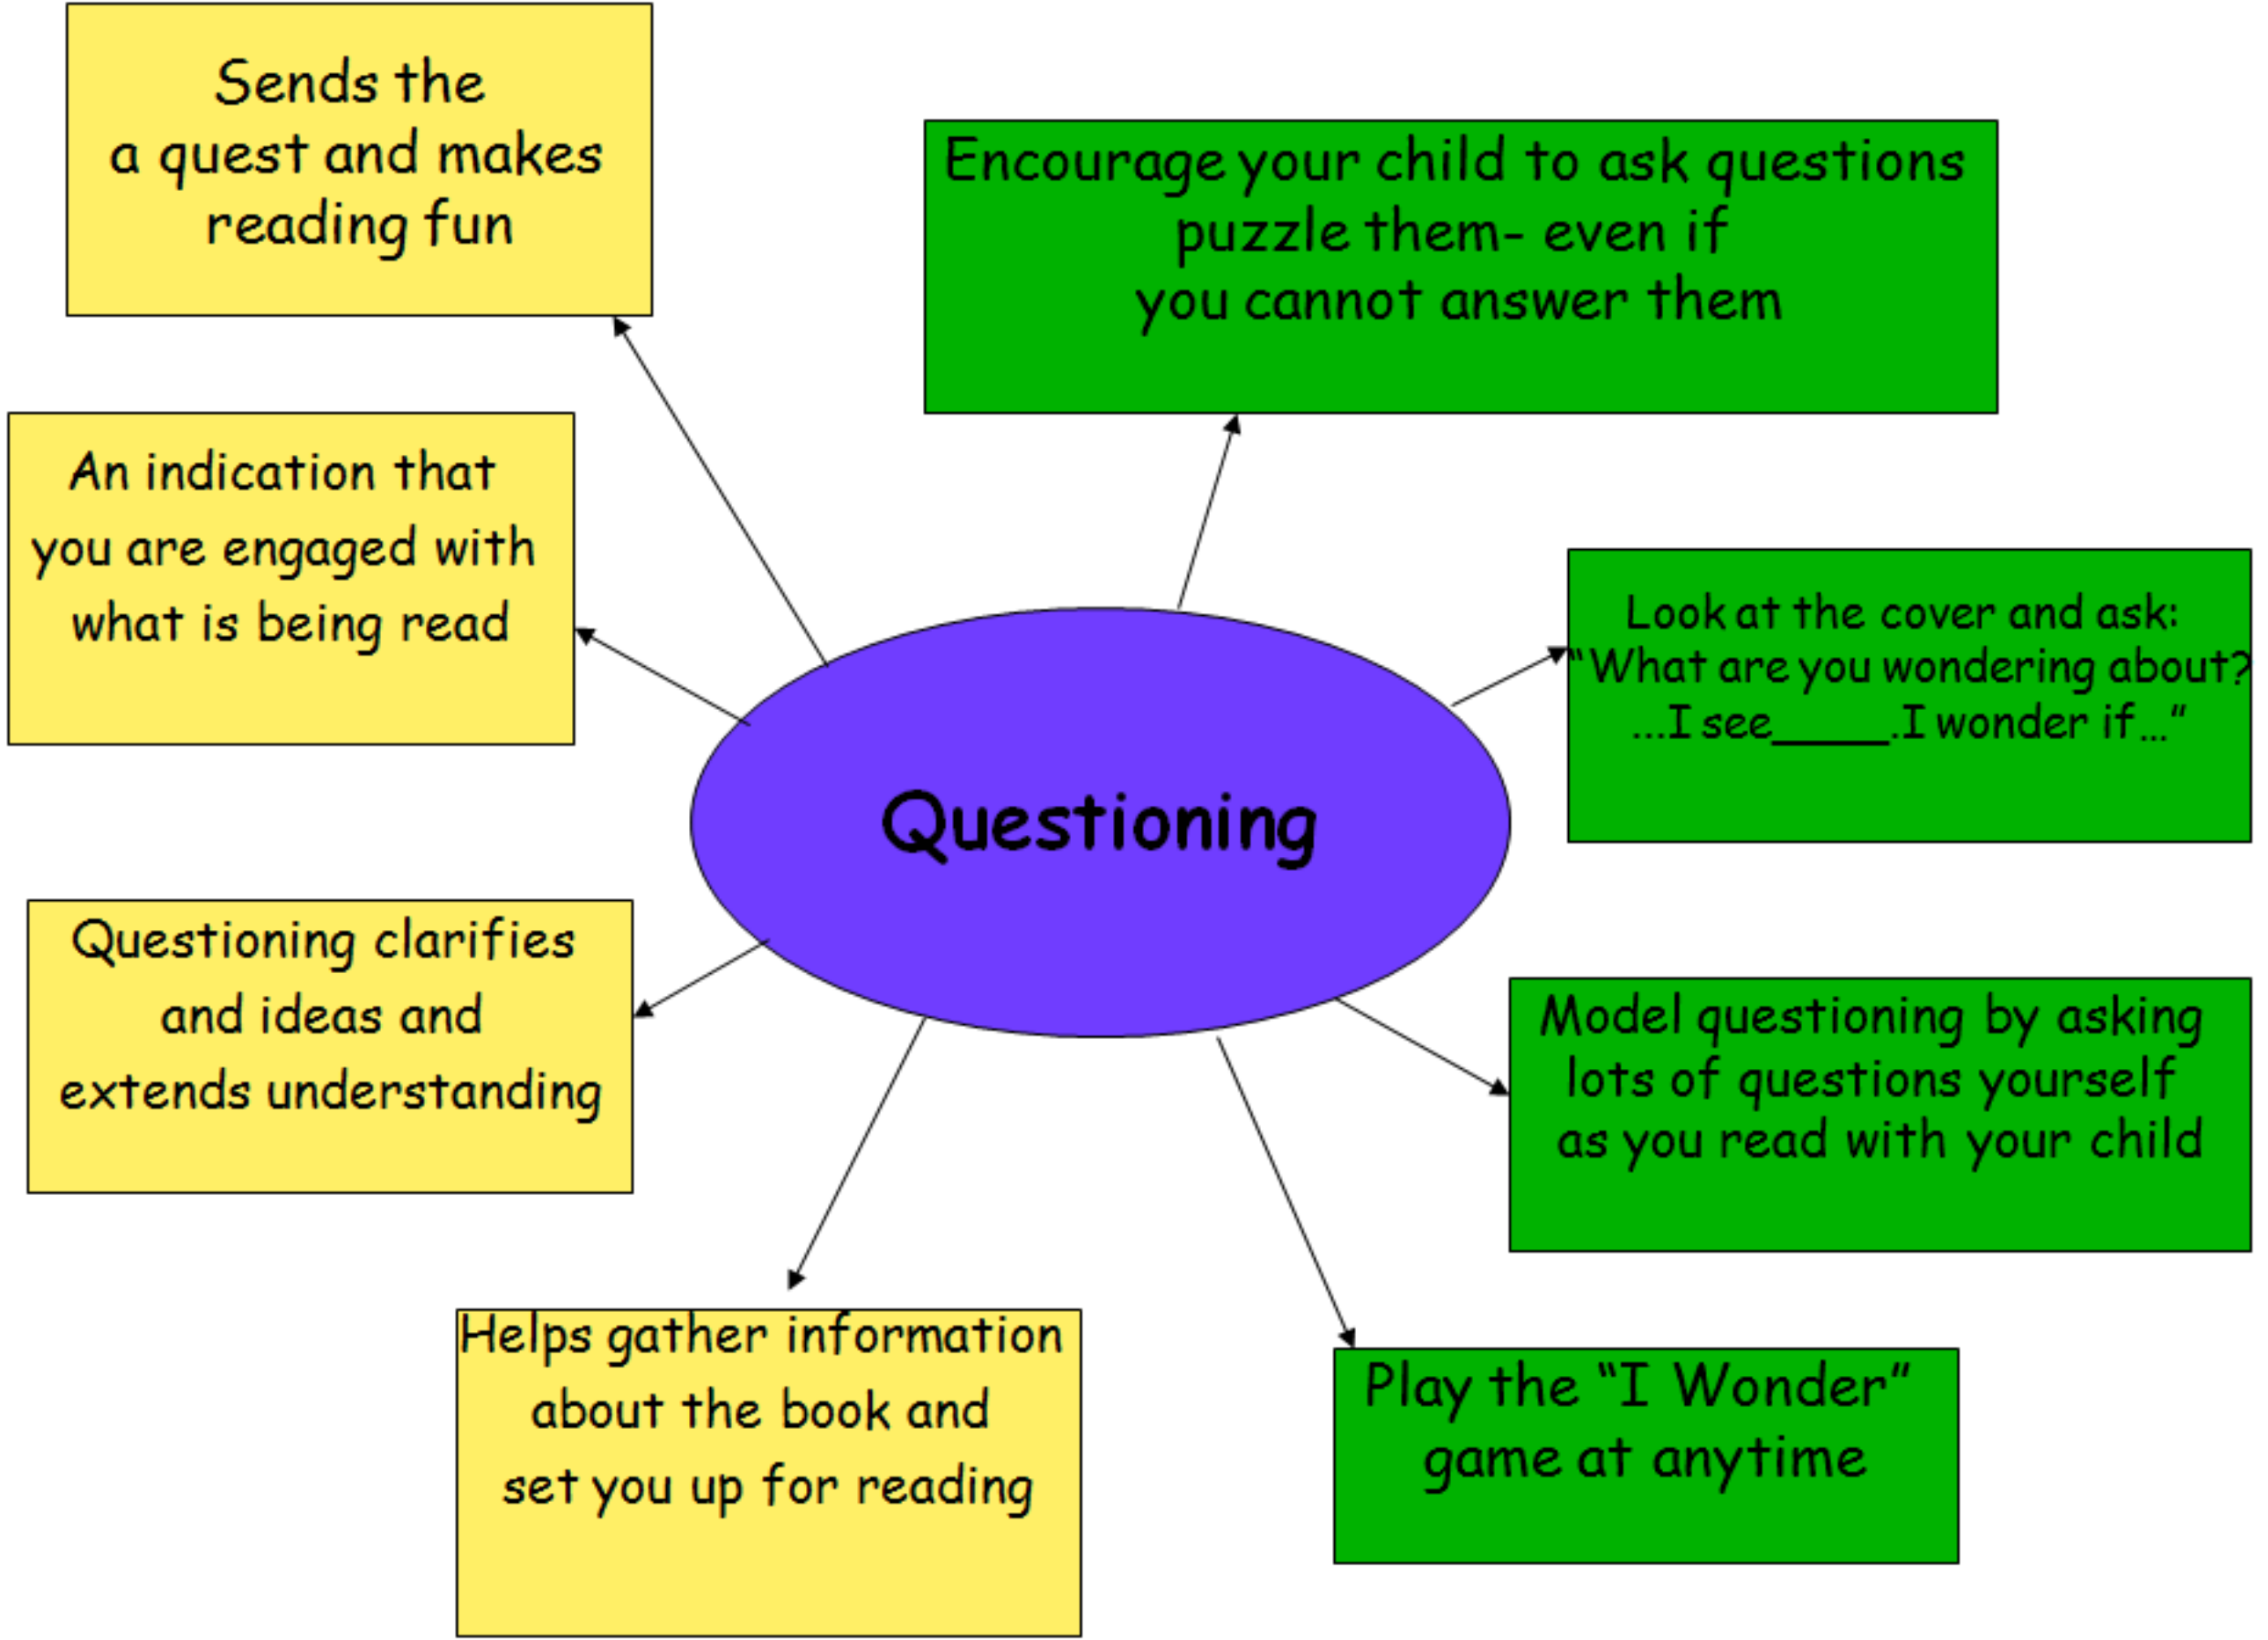 Sends the
a quest and makes
reading fun
Encourage your child to ask questions
puzzle them- even if
you cannot answer them
An indication that
you are engaged with
what is being read
Look at the cover and ask:
“What are you wondering about?
...I see_____.I wonder if…”
Questioning
Questioning clarifies
and ideas and
extends understanding
Model questioning by asking
lots of questions yourself
as you read with your child
Helps gather information
about the book and
set you up for reading
Play the “I Wonder”
game at anytime